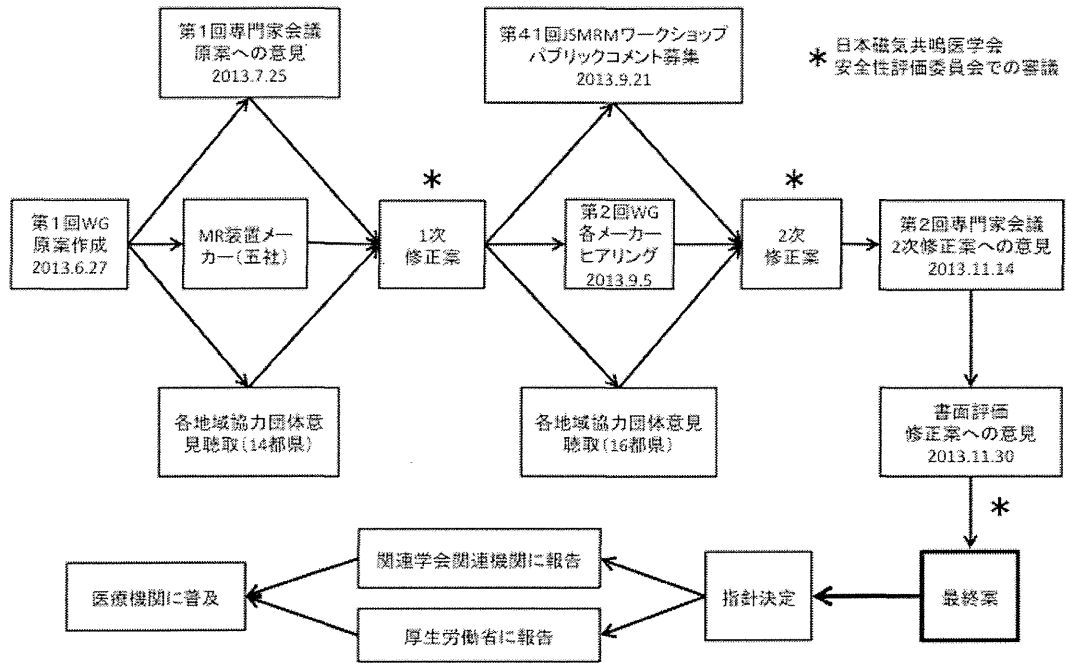 第1回専門家会議
原案への意見
2013.7.25
第41回JSMRMワークショップ
パブリックコメント募集
2013.9.21
* 日本磁気共鳴医学会
安全性評価委員会での審議
第1回WG
原案作成
2013.6.27
MR装置メー
カー(五社)
*
1次
修正案
第2回WG
各メーカー
ヒアリング
2013.9.5
*
2次
修正案
第2回専門家会議
2次修正案への意見
2013.11.14
各地域協力団体意
見聴取(14都県)
各地域協力団体意見
聴取(16都県)
書面評価
修正案への意見
2013.11.30
*
医療機関に普及
関連学会関連機関に報告
厚生労働省に報告
指針決定
最終案